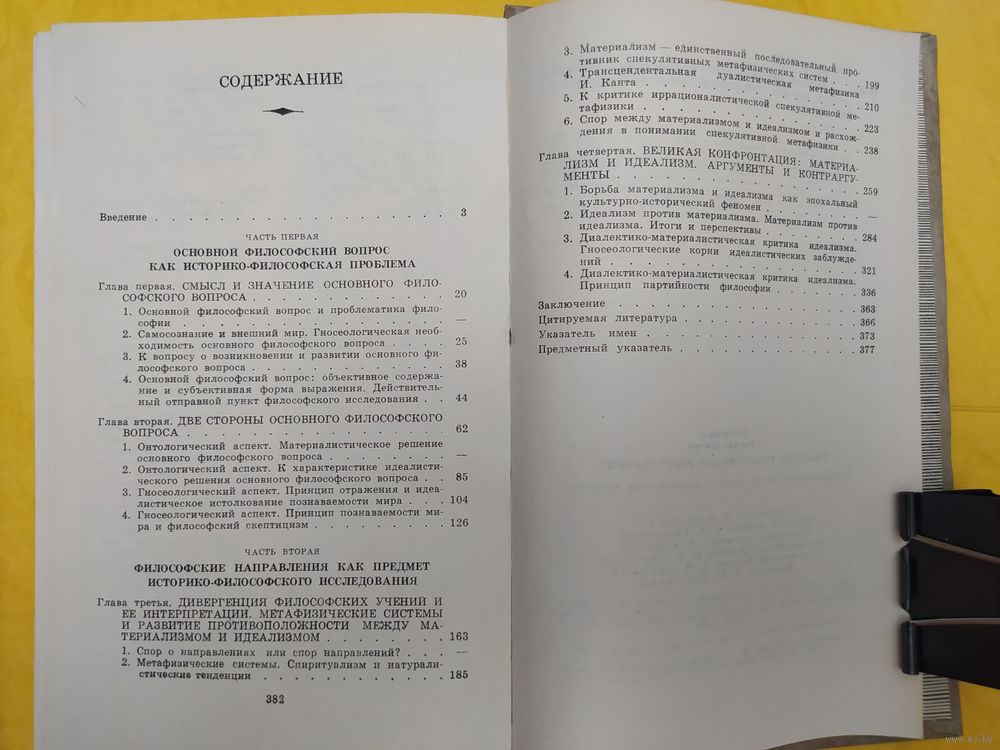 СОДЕРЖАНИЕ
Введение . . . . . . . . . . . . . . . . . . . 3
ЧАСТЬ ПЕРВАЯ
ОСНОВНОЙ ФИЛОСОФСКИЙ ВОПРОС
КАК ИСТОРИКО-ФИЛОСОФСКАЯ ПРОБЛЕМА
Глава первая. СМЫСЛ И ЗНАЧЕНИЕ ОСНОВНОГО ФИЛО-
СОФСКОГО ВОПРОСА . . . . . . . . . . . . . 20
1. Основной философский вопрос и проблематика фило-
софии . . . . . . . . . . . . . . . . . . —
2. Самосознание и внешний мир. Гносеологическая необ-
ходимость основного философского вопроса . . . . 25
3. К вопросу о возникновении и развитии основного фи-
лософского вопроса . . . . . . . . . . . . . 38
4. Основной философский вопрос: объективное содержа-
ние и субъективная форма выражения. Действитель-
ный отправной пункт философского исследования . . 44
Глава вторая. ДВЕ СТОРОНЫ ОСНОВНОГО ФИЛОСОФСКОГО
ВОПРОСА . . . . . . . . . . . . . . . . . 62
1. Онтологический аспект. Материалистическое решение
основного философского вопроса . . . . . . . . —
2. Онтологический аспект. К характеристике идеалисти-
ческого решения основного философского вопроса . . 85
3. Гносеологический аспект. Принцип отражения и идеа-
листическое истолкование познаваемости мира . . . 104
4. Гносеологический аспект. Принцип познаваемости ми-
ра и философский скептицизм . . . . . . . . . 126
ЧАСТЬ ВТОРАЯ
ФИЛОСОФСКИЕ НАПРАВЛЕНИЯ КАК ПРЕДМЕТ
ИСТОРИКО-ФИЛОСОФСКОГО ИССЛЕДОВАНИЯ
Глава третья. ДИВЕРГЕНЦИЯ ФИЛОСОФСКИХ УЧЕНИЙ И
ЕЕ ИНТЕРПРЕТАЦИИ. МЕТАФИЗИЧЕСКИЕ СИСТЕМЫ
И РАЗВИТИЕ ПРОТИВОПОЛОЖНОСТИ МЕЖДУ МА-
ТЕРИАЛИЗМОМ И ИДЕАЛИЗМОМ . . . . . . . . 163
1. Спор о направлениях или спор направлений? . . . —
2. Метафизические системы. Спиритуализм и натурали-
стические тенденции . . . . . . . . . . . . 185
382
3. Материализм — единственный последовательный про-
тивник спекулятивных метафизических систем . . 199
4. Трансцендентальная дуалистическая метафизика
И. Канта . . . . . . . . . . . . . . 210
5. К критике иррационалистической спекулятивной ме-
тафизики . . . . . . . . . . . . . . 223
6. Спор между материализмом и идеализмом и расхож-
дения в понимании спекулятивной метафизики . . 238
Глава четвертая. ВЕЛИКАЯ КОНФРОНТАЦИЯ: МАТЕРИА-
ЛИЗМ И ИДЕАЛИЗМ. АРГУМЕНТЫ И КОНТРАРГУ-
МЕНТЫ . . . . . . . . . . . . . . . . 259
1. Борьба материализма и идеализма как эпохальный
культурно-исторический феномен . . . . . . . —
2. Идеализм против материализма. Материализм против
идеализма. Итоги и перспективы . . . . . . . 284
3. Диалектико-материалистическая критика идеализма.
Гносеологические корни идеалистических заблужде-
ний . . . . . . . . . . . . . . . . . 321
4. Диалектико-материалистическая критика идеализма.
Принцип партийности философии . . . . . . . 336
Заключение . . . . . . . . . . . . . . . . 363
Цитируемая литература . . . . . . . . . . . . 366
Указатель имен . . . . . . . . . . . . . . . 373
Предметный указатель . . . . . . . . . . . . 377
www.ay.by